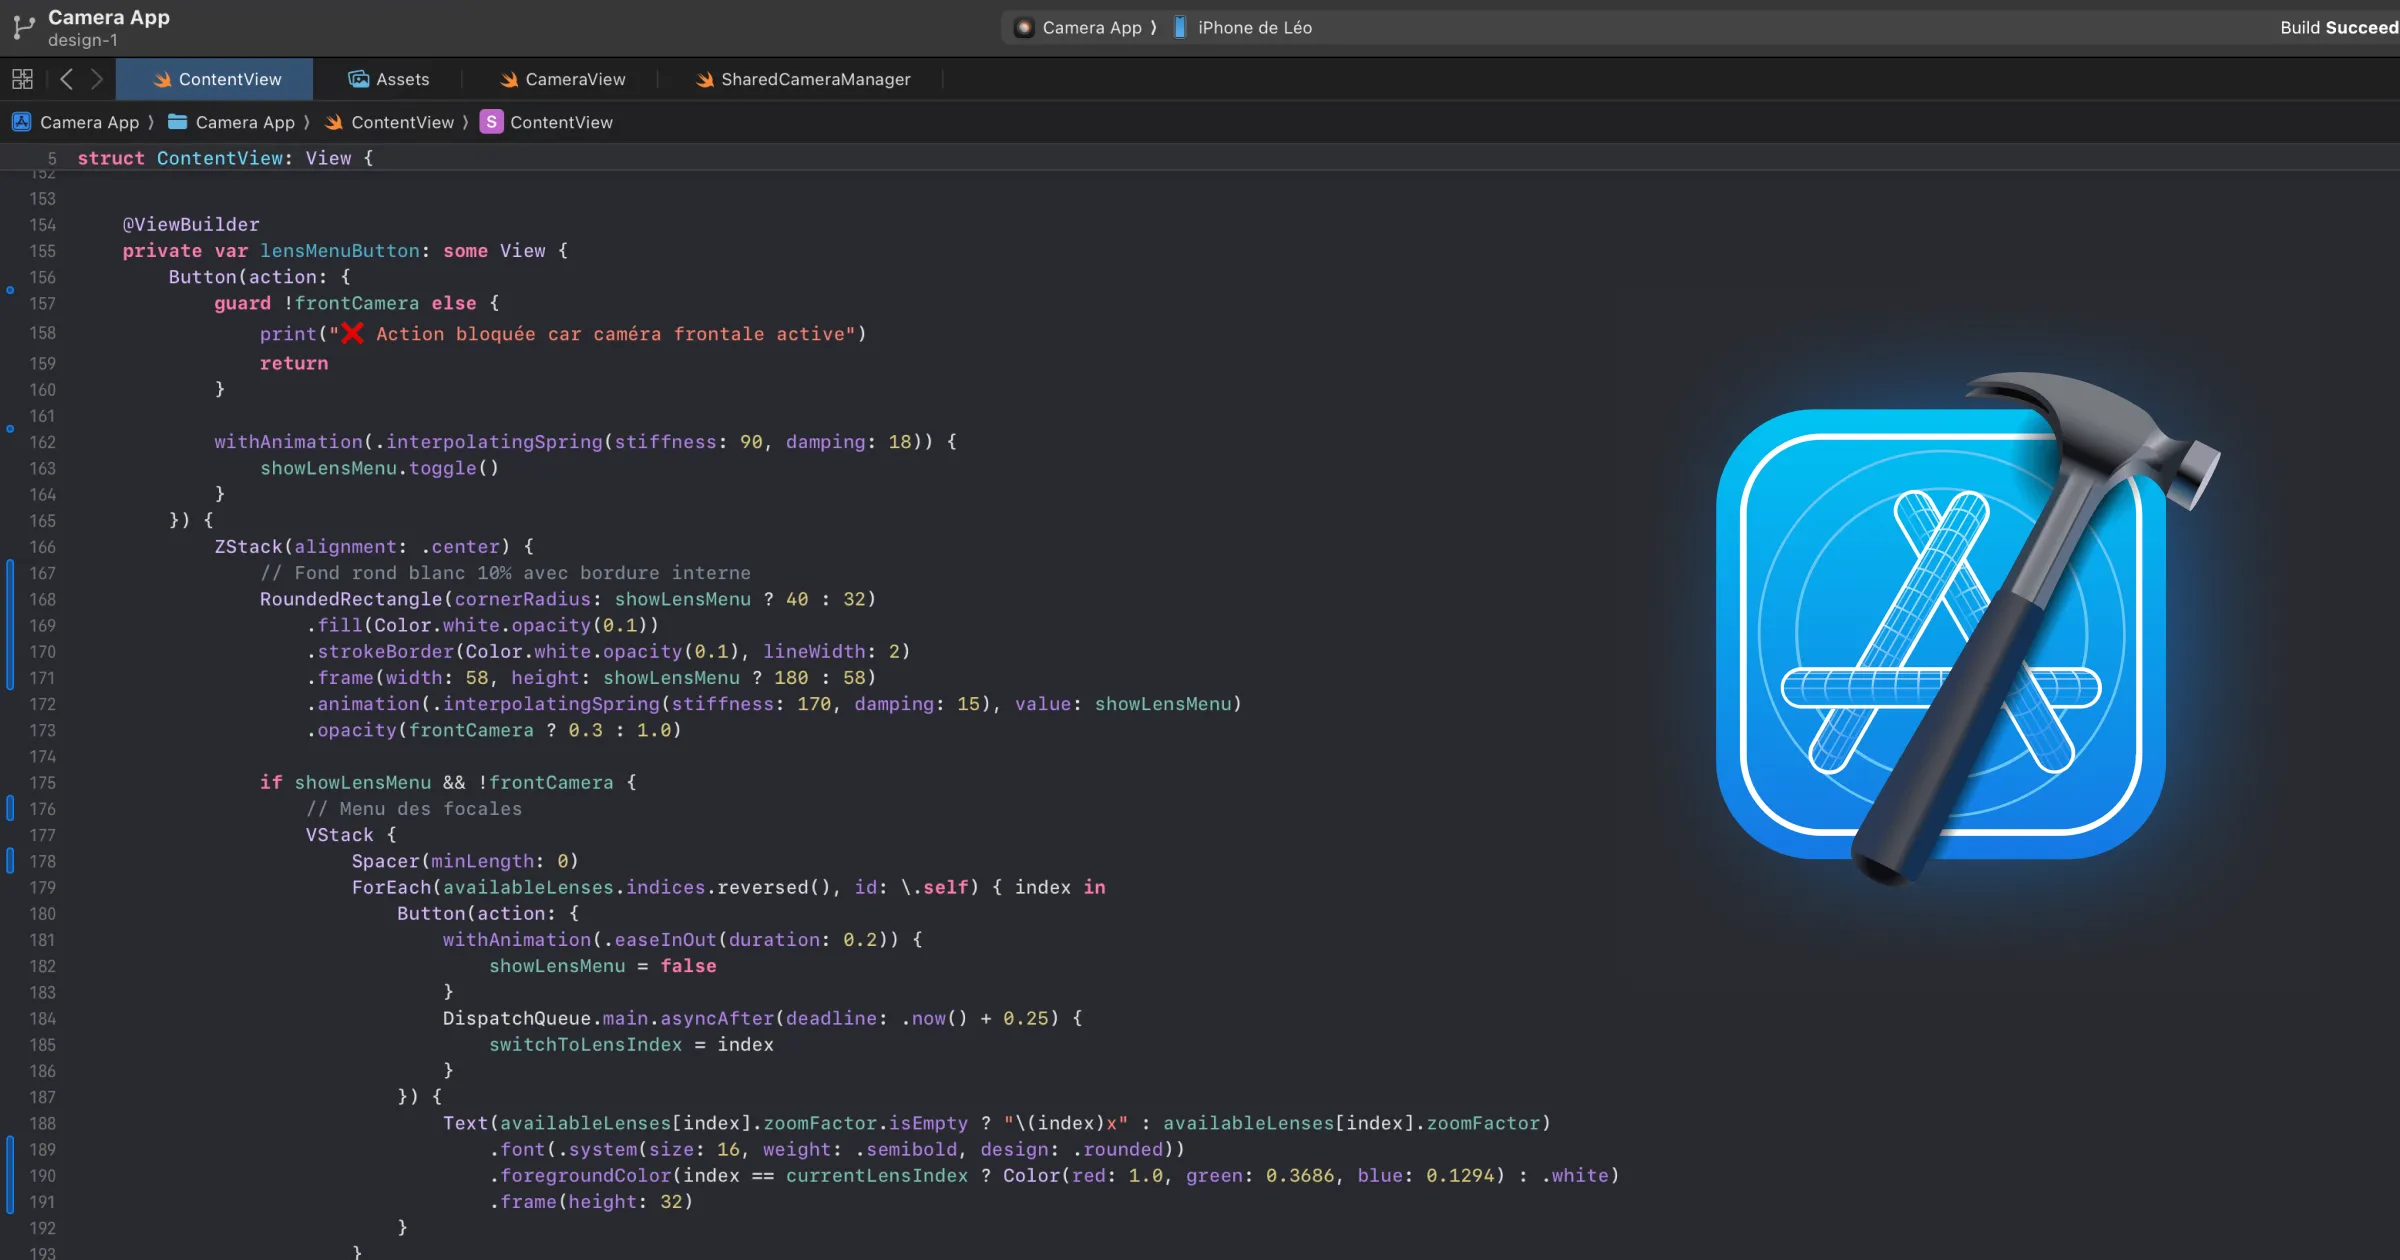 Camera App
design-1
Camera App 〉 iPhone de Léo
Build Succeed
ContentView Assets CameraView SharedCameraManager
Camera App 〉 Camera App 〉 ContentView 〉 S ContentView
5 struct ContentView: View {
152
153
154 @ViewBuilder
155 private var lensMenuButton: some View {
156 Button(action: {
157 guard !frontCamera else {
158 print("❌ Action bloquée car caméra frontale active")
159 return
160 }
161
162 withAnimation(.interpolatingSpring(stiffness: 90, damping: 18)) {
163 showLensMenu.toggle()
164 }
165 }) {
166 ZStack(alignment: .center) {
167 // Fond rond blanc 10% avec bordure interne
168 RoundedRectangle(cornerRadius: showLensMenu ? 40 : 32)
169 .fill(Color.white.opacity(0.1))
170 .strokeBorder(Color.white.opacity(0.1), lineWidth: 2)
171 .frame(width: 58, height: showLensMenu ? 180 : 58)
172 .animation(.interpolatingSpring(stiffness: 170, damping: 15), value: showLensMenu)
173 .opacity(frontCamera ? 0.3 : 1.0)
174
175 if showLensMenu && !frontCamera {
176 // Menu des focales
177 VStack {
178 Spacer(minLength: 0)
179 ForEach(availableLenses.indices.reversed(), id: \.self) { index in
180 Button(action: {
181 withAnimation(.easeInOut(duration: 0.2)) {
182 showLensMenu = false
183 }
184 DispatchQueue.main.asyncAfter(deadline: .now() + 0.25) {
185 switchToLensIndex = index
186 }
187 }) {
188 Text(availableLenses[index].zoomFactor.isEmpty ? "\(index)x" : availableLenses[index].zoomFactor)
189 .font(.system(size: 16, weight: .semibold, design: .rounded))
190 .foregroundColor(index == currentLensIndex ? Color(red: 1.0, green: 0.3686, blue: 0.1294) : .white)
191 .frame(height: 32)
192 }
193 }